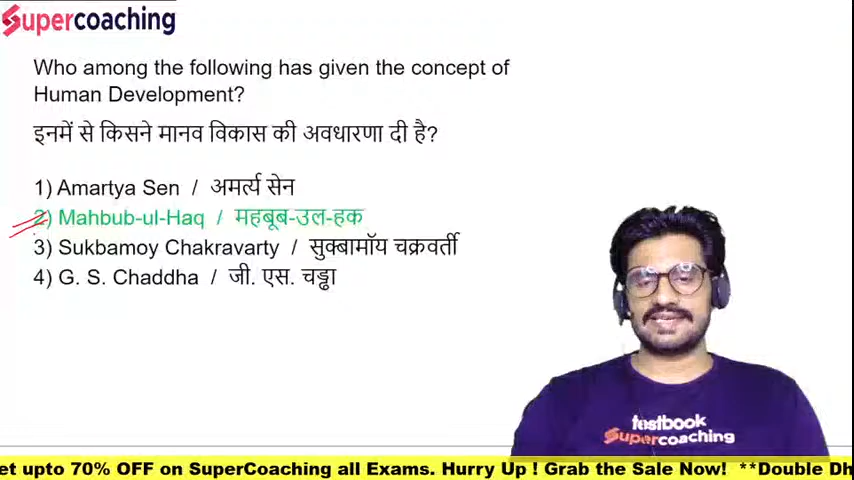 Supercoaching
Who among the following has given the concept of
Human Development?
इनमें से किसने मानव विकास की अवधारणा दी है?
1) Amartya Sen / अमर्त्य सेन
2) Mahbub-ul-Haq / महबूब-उल-हक
3) Sukbamoy Chakravarty / सुक्बामॉय चक्रवर्ती
4) G. S. Chaddha / जी. एस. चड्ढा
testbook
Supercoaching
et upto 70% OFF on SuperCoaching all Exams. Hurry Up ! Grab the Sale Now! **Double Dh